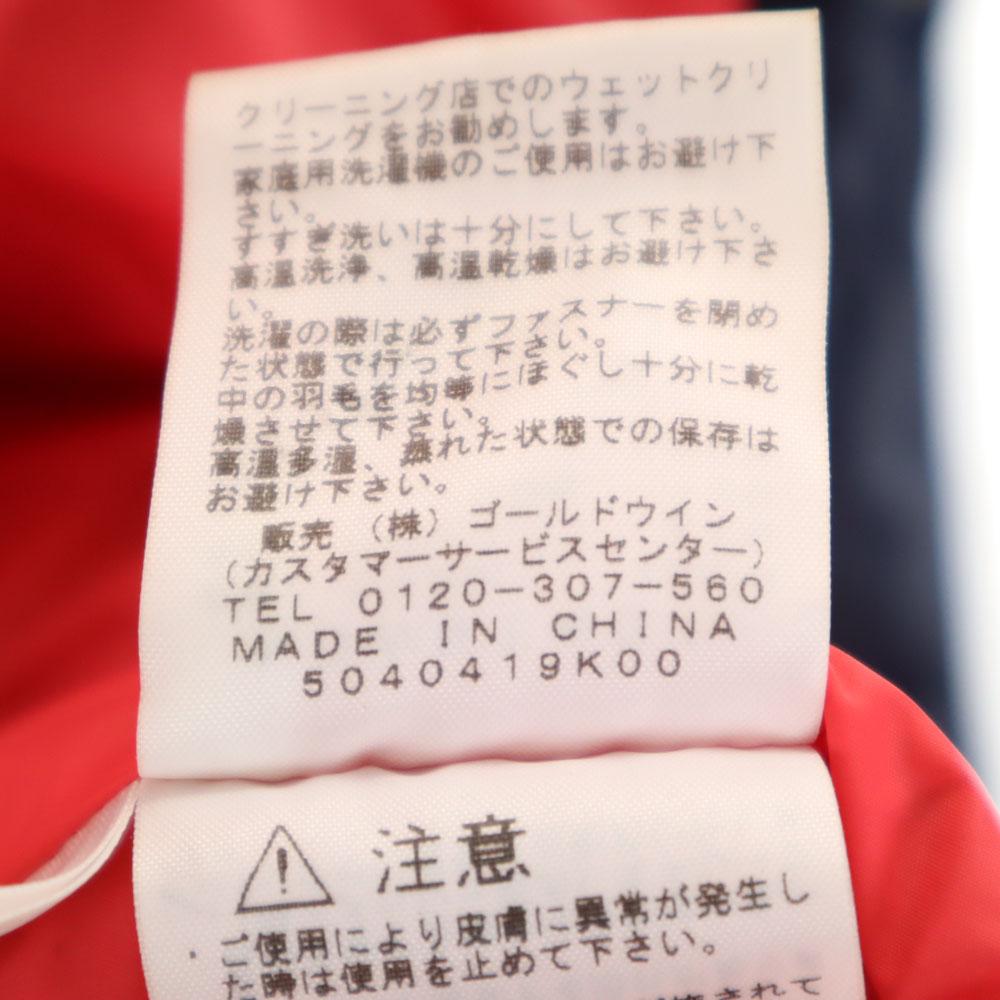 クリーニング店でのウェットクリ
ーニングをお勧めします。
家庭用洗濯機のご使用はお避け下
さい。
すすぎ洗いは十分にして下さい。
高温洗浄、高温乾燥はお避け下さ
い。
洗濯の際は必ずファスナーを閉め
た状態で行って下さい。
中の羽毛を均等にほぐし十分に乾
燥させて下さい。
高温多湿、蒸れた状態での保存は
お避け下さい。
販売 (株) ゴールドウイン
(カスタマーサービスセンター)
TEL 0120-307-560
MADE IN CHINA
5040419K00
注意
ご使用により皮膚に異常が発生し
た時は使用を止めて下さい。